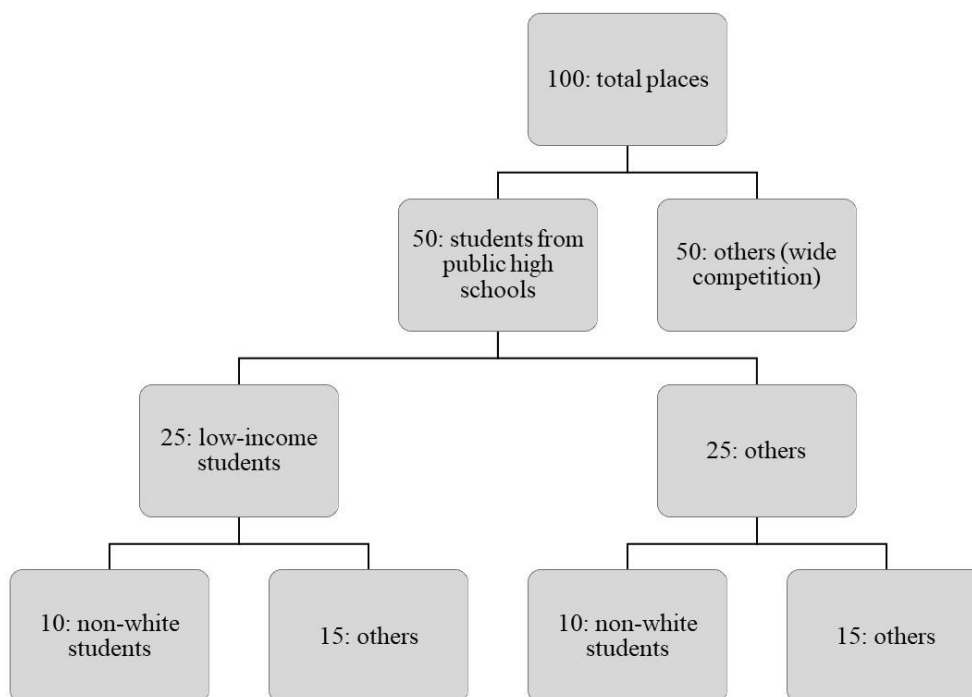 100: total places
50: students from
public high
schools
50: others (wide
competition)
25: low-income
students
25: others
10: non-white
students
15: others
10: non-white
students
15: others